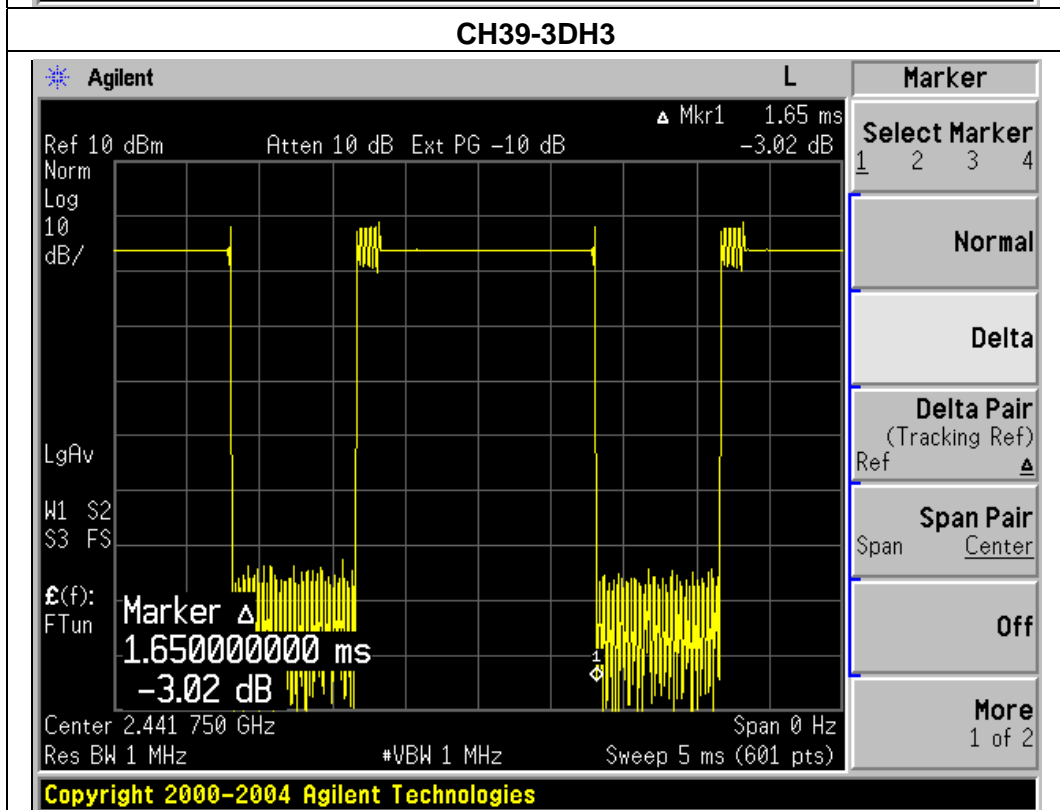 CH39-3DH3
Agilent L Marker
Δ Mkr1 1.65 ms
Ref 10 dBm Atten 10 dB Ext PG -10 dB -3.02 dB
Norm
Log
10
dB/
LgAv
W1 S2
S3 FS
£(f):
FTun
Marker Δ
1.650000000 ms
-3.02 dB
1
Center 2.441 750 GHz Span 0 Hz
Res BW 1 MHz #VBW 1 MHz Sweep 5 ms (601 pts)
Select Marker
1 2 3 4
Normal
Delta
Delta Pair
(Tracking Ref)
Ref Δ
Span Pair
Span Center
Off
More
1 of 2
Copyright 2000-2004 Agilent Technologies